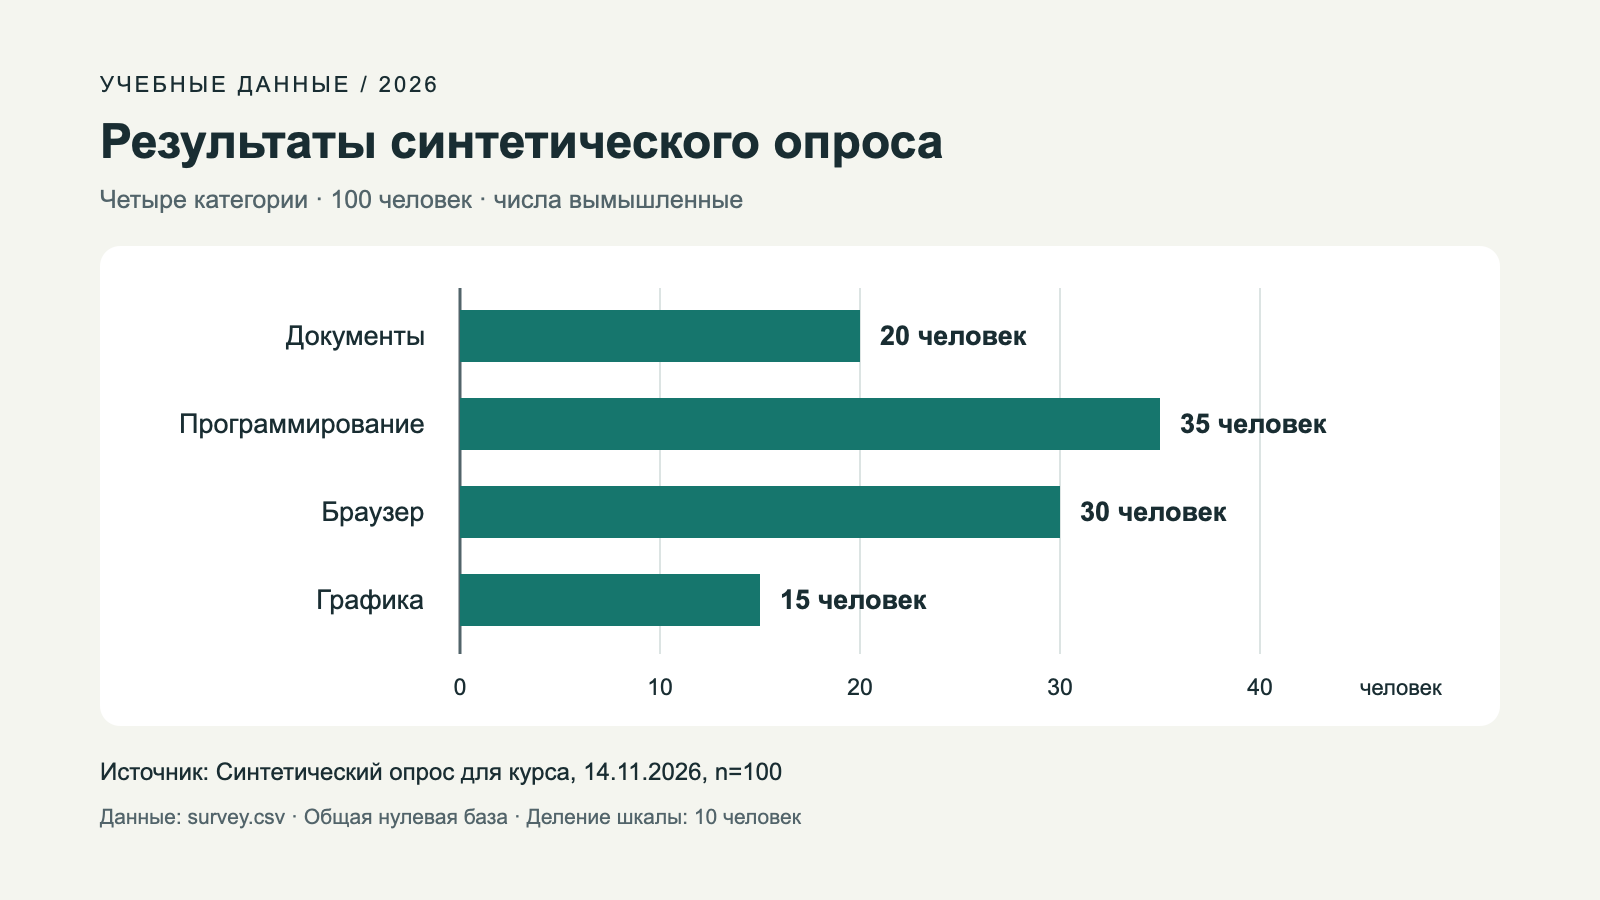 УЧЕБНЫЕ ДАННЫЕ / 2026
Результаты синтетического опроса
Четыре категории · 100 человек · числа вымышленные
Документы 20 человек
Программирование 35 человек
Браузер 30 человек
Графика 15 человек
0 10 20 30 40 человек
Источник: Синтетический опрос для курса, 14.11.2026, n=100
Данные: survey.csv · Общая нулевая база · Деление шкалы: 10 человек